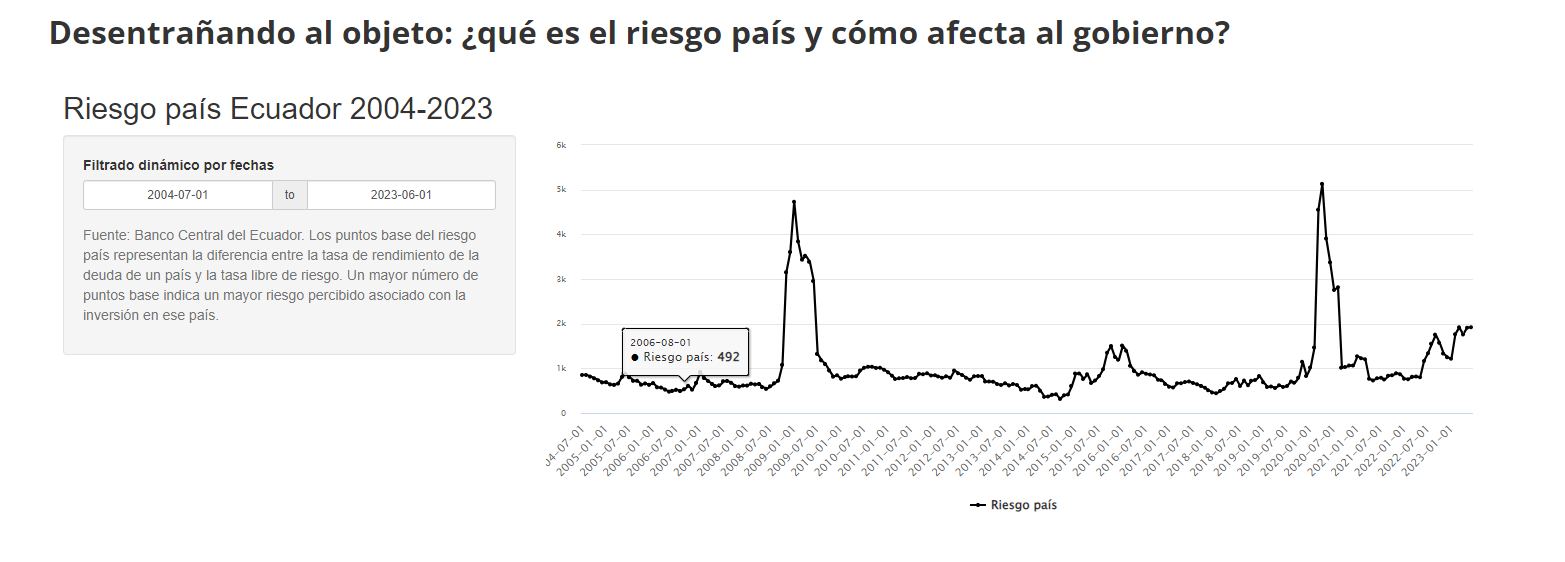 Desentrañando al objeto: ¿qué es el riesgo país y cómo afecta al gobierno?
Riesgo país Ecuador 2004-2023
Filtrado dinámico por fechas
2004-07-01 to 2023-06-01
Fuente: Banco Central del Ecuador. Los puntos base del riesgo
país representan la diferencia entre la tasa de rendimiento de la
deuda de un país y la tasa libre de riesgo. Un mayor número de
puntos base indica un mayor riesgo percibido asociado con la
inversión en ese país.
6k
5k
4k
3k
2k
1k
0
2006-08-01
● Riesgo país: 492
04-07-01
2005-01-01
2005-07-01
2006-01-01
2006-07-01
2007-01-01
2007-07-01
2008-01-01
2008-07-01
2009-01-01
2009-07-01
2010-01-01
2010-07-01
2011-01-01
2011-07-01
2012-01-01
2012-07-01
2013-01-01
2013-07-01
2014-01-01
2014-07-01
2015-01-01
2015-07-01
2016-01-01
2016-07-01
2017-01-01
2017-07-01
2018-01-01
2018-07-01
2019-01-01
2019-07-01
2020-01-01
2020-07-01
2021-01-01
2021-07-01
2022-01-01
2022-07-01
2023-01-01
Riesgo país